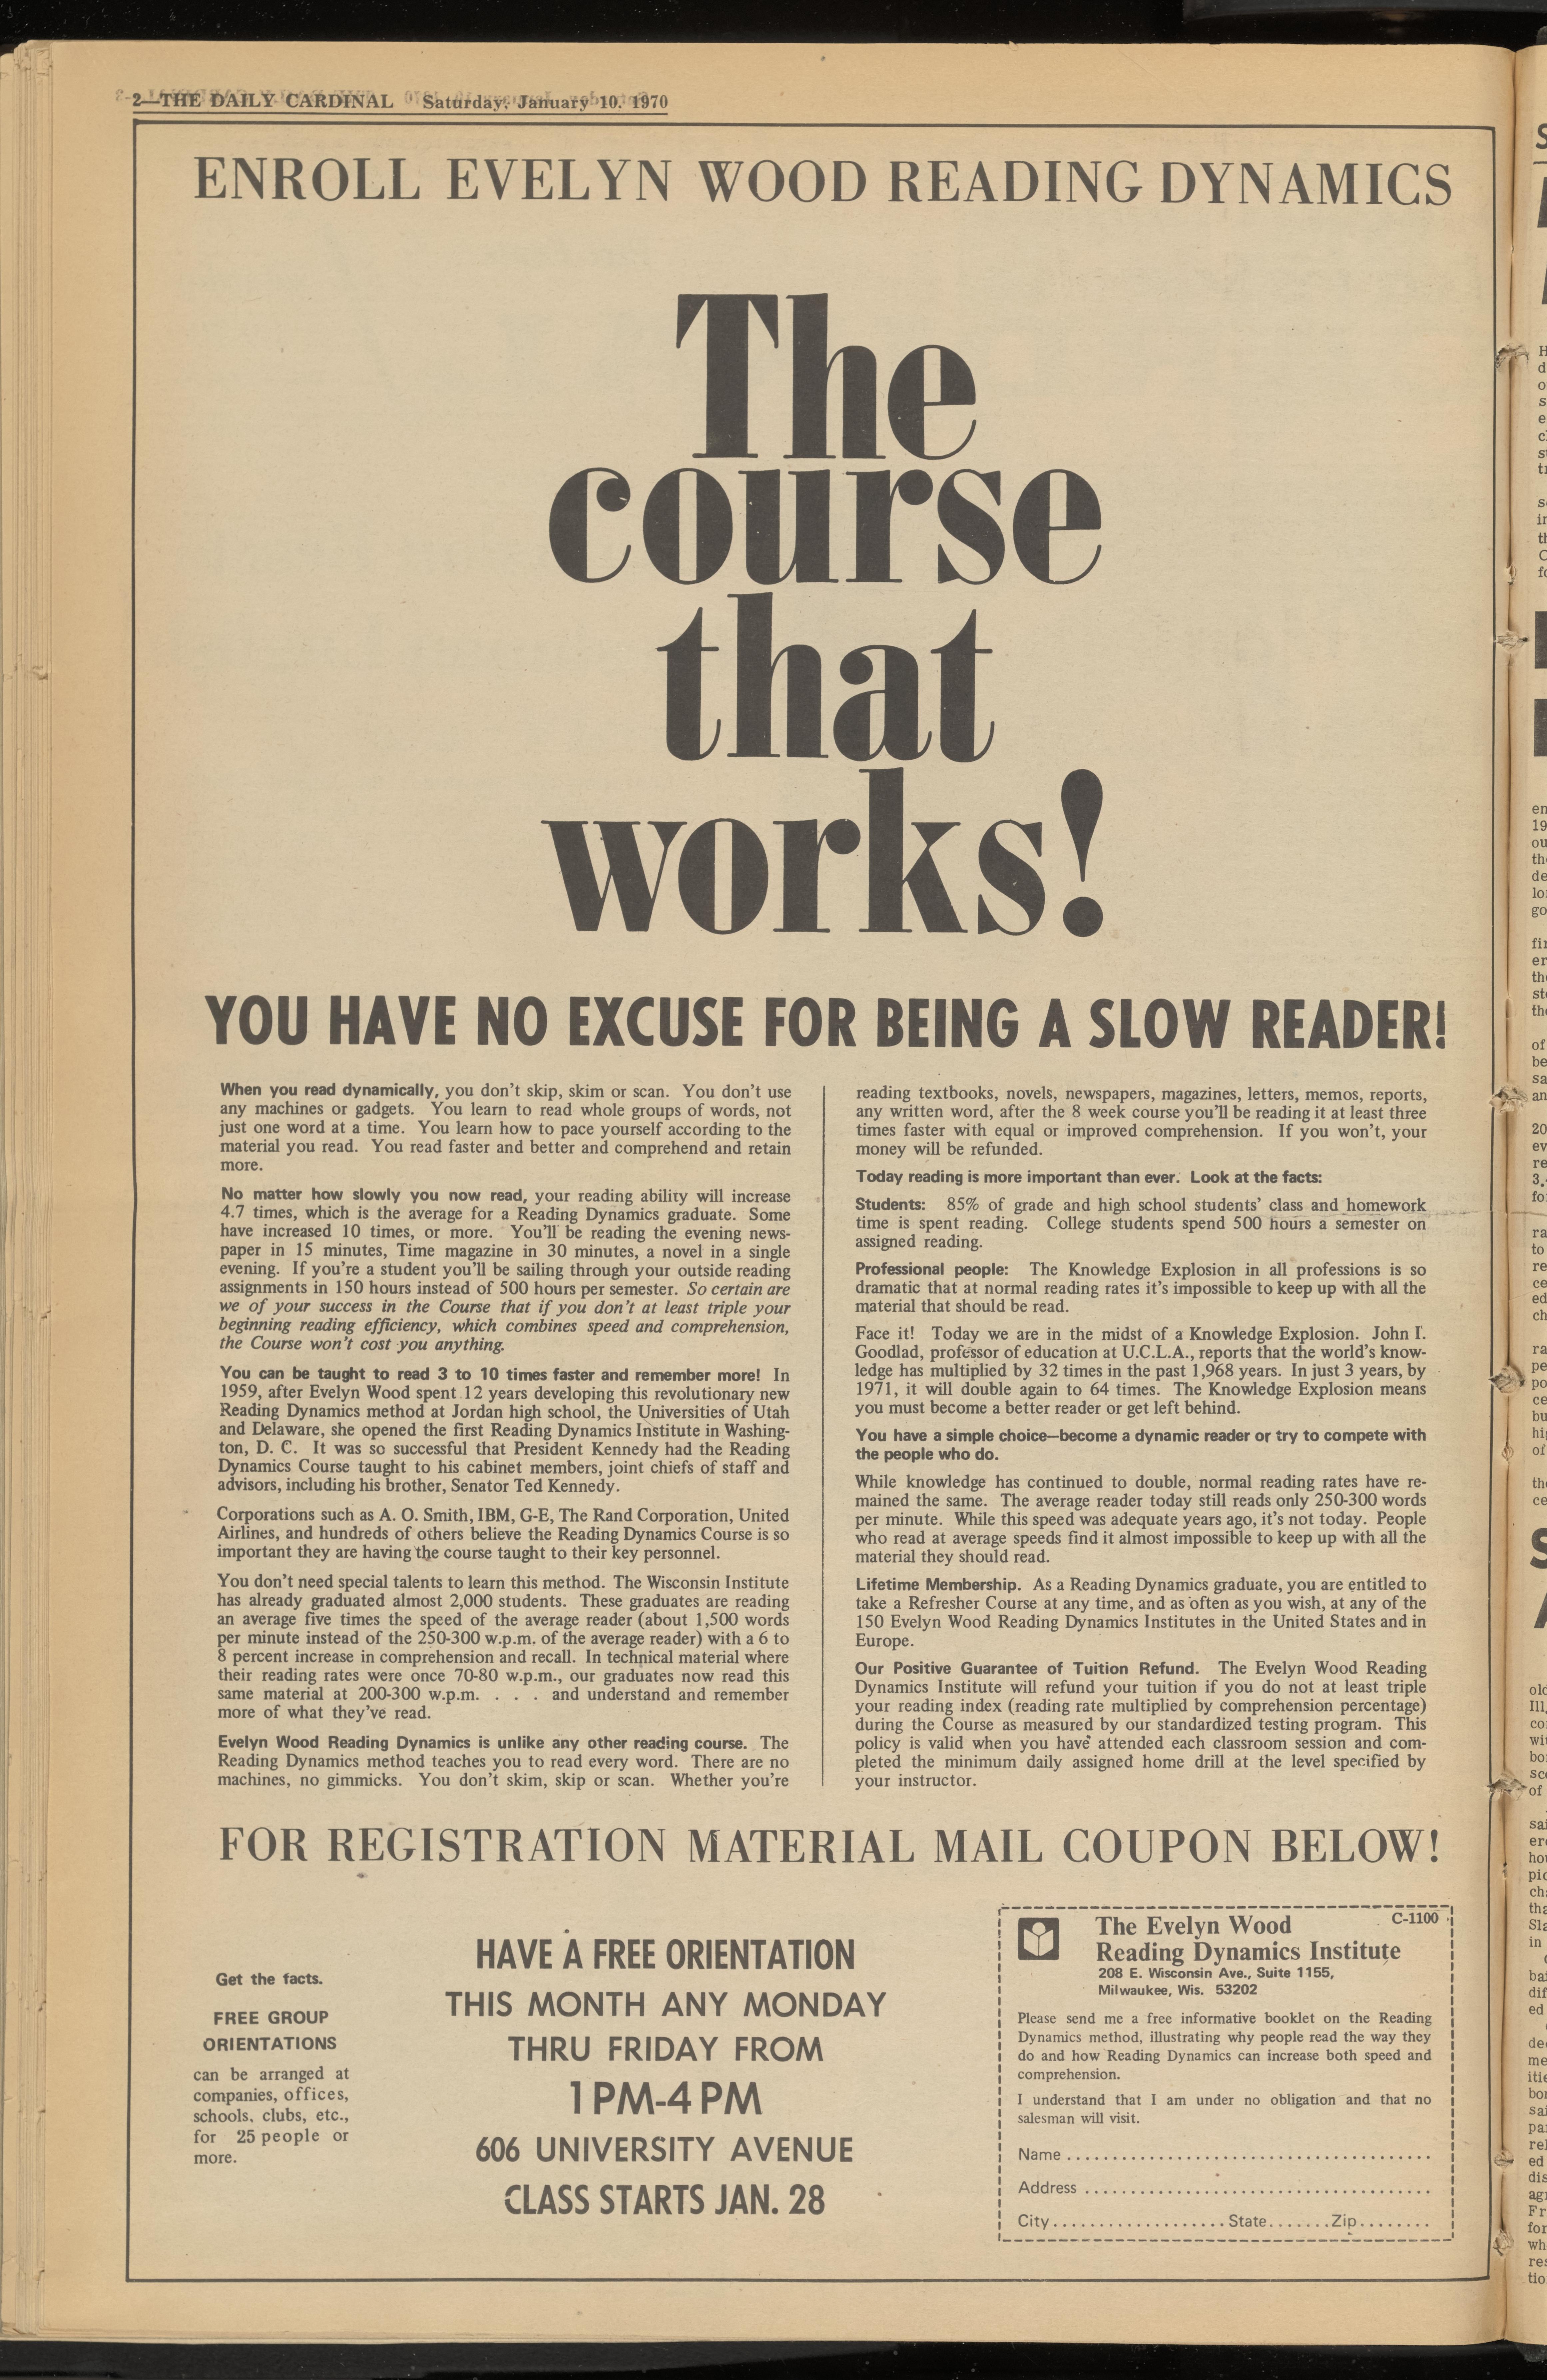 2—THE DAILY CARDINAL Saturday, January 10, 1970
ENROLL EVELYN WOOD READING DYNAMICS
The
course
that
works!
YOU HAVE NO EXCUSE FOR BEING A SLOW READER!
When you read dynamically, you don't skip, skim or scan. You don't use
any machines or gadgets. You learn to read whole groups of words, not
just one word at a time. You learn how to pace yourself according to the
material you read. You read faster and better and comprehend and retain
more.
No matter how slowly you now read, your reading ability will increase
4.7 times, which is the average for a Reading Dynamics graduate. Some
have increased 10 times, or more. You'll be reading the evening news-
paper in 15 minutes, Time magazine in 30 minutes, a novel in a single
evening. If you're a student you'll be sailing through your outside reading
assignments in 150 hours instead of 500 hours per semester. So certain are
we of your success in the Course that if you don't at least triple your
beginning reading efficiency, which combines speed and comprehension,
the Course won't cost you anything.
You can be taught to read 3 to 10 times faster and remember more! In
1959, after Evelyn Wood spent 12 years developing this revolutionary new
Reading Dynamics method at Jordan high school, the Universities of Utah
and Delaware, she opened the first Reading Dynamics Institute in Washing-
ton, D. C. It was so successful that President Kennedy had the Reading
Dynamics Course taught to his cabinet members, joint chiefs of staff and
advisors, including his brother, Senator Ted Kennedy.
Corporations such as A. O. Smith, IBM, G-E, The Rand Corporation, United
Airlines, and hundreds of others believe the Reading Dynamics Course is so
important they are having the course taught to their key personnel.
You don't need special talents to learn this method. The Wisconsin Institute
has already graduated almost 2,000 students. These graduates are reading
an average five times the speed of the average reader (about 1,500 words
per minute instead of the 250-300 w.p.m. of the average reader) with a 6 to
8 percent increase in comprehension and recall. In technical material where
their reading rates were once 70-80 w.p.m., our graduates now read this
same material at 200-300 w.p.m. . . . and understand and remember
more of what they've read.
Evelyn Wood Reading Dynamics is unlike any other reading course. The
Reading Dynamics method teaches you to read every word. There are no
machines, no gimmicks. You don't skim, skip or scan. Whether you're
reading textbooks, novels, newspapers, magazines, letters, memos, reports,
any written word, after the 8 week course you'll be reading it at least three
times faster with equal or improved comprehension. If you won't, your
money will be refunded.
Today reading is more important than ever. Look at the facts:
Students: 85% of grade and high school students' class and homework
time is spent reading. College students spend 500 hours a semester on
assigned reading.
Professional people: The Knowledge Explosion in all professions is so
dramatic that at normal reading rates it's impossible to keep up with all the
material that should be read.
Face it! Today we are in the midst of a Knowledge Explosion. John I.
Goodlad, professor of education at U.C.L.A., reports that the world's know-
ledge has multiplied by 32 times in the past 1,968 years. In just 3 years, by
1971, it will double again to 64 times. The Knowledge Explosion means
you must become a better reader or get left behind.
You have a simple choice—become a dynamic reader or try to compete with
the people who do.
While knowledge has continued to double, normal reading rates have re-
mained the same. The average reader today still reads only 250-300 words
per minute. While this speed was adequate years ago, it's not today. People
who read at average speeds find it almost impossible to keep up with all the
material they should read.
Lifetime Membership. As a Reading Dynamics graduate, you are entitled to
take a Refresher Course at any time, and as often as you wish, at any of the
150 Evelyn Wood Reading Dynamics Institutes in the United States and in
Europe.
Our Positive Guarantee of Tuition Refund. The Evelyn Wood Reading
Dynamics Institute will refund your tuition if you do not at least triple
your reading index (reading rate multiplied by comprehension percentage)
during the Course as measured by our standardized testing program. This
policy is valid when you have attended each classroom session and com-
pleted the minimum daily assigned home drill at the level specified by
your instructor.
FOR REGISTRATION MATERIAL MAIL COUPON BELOW!
Get the facts.
FREE GROUP
ORIENTATIONS
can be arranged at
companies, offices,
schools, clubs, etc.,
for 25 people or
more.
HAVE A FREE ORIENTATION
THIS MONTH ANY MONDAY
THRU FRIDAY FROM
1 PM-4 PM
606 UNIVERSITY AVENUE
CLASS STARTS JAN. 28
C-1100
The Evelyn Wood
Reading Dynamics Institute
208 E. Wisconsin Ave., Suite 1155,
Milwaukee, Wis. 53202
Please send me a free informative booklet on the Reading
Dynamics method, illustrating why people read the way they
do and how Reading Dynamics can increase both speed and
comprehension.
I understand that I am under no obligation and that no
salesman will visit.
Name
Address
City State Zip